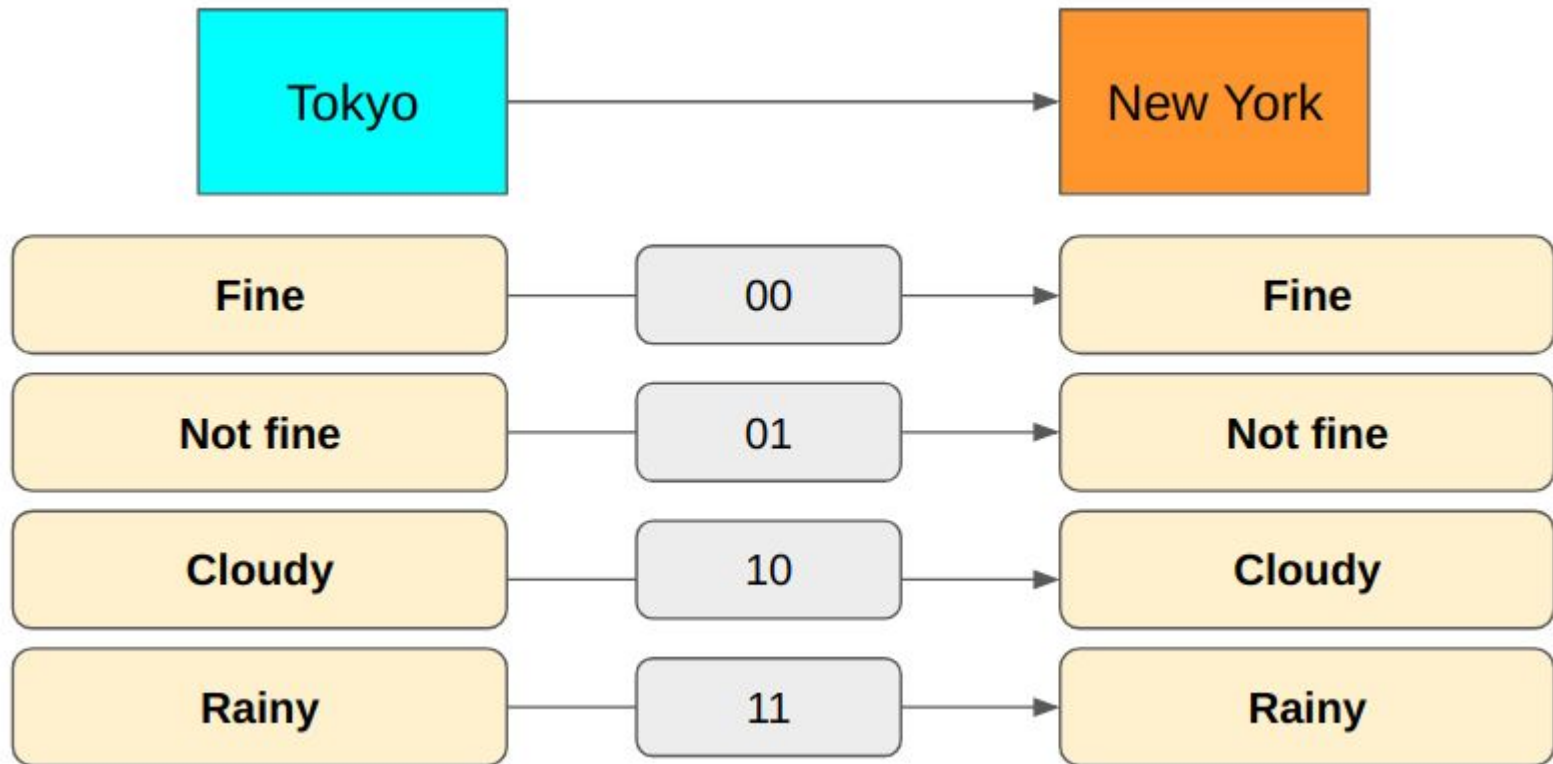 Tokyo
New York
Fine
00
Fine
Not fine
01
Not fine
Cloudy
10
Cloudy
Rainy
11
Rainy